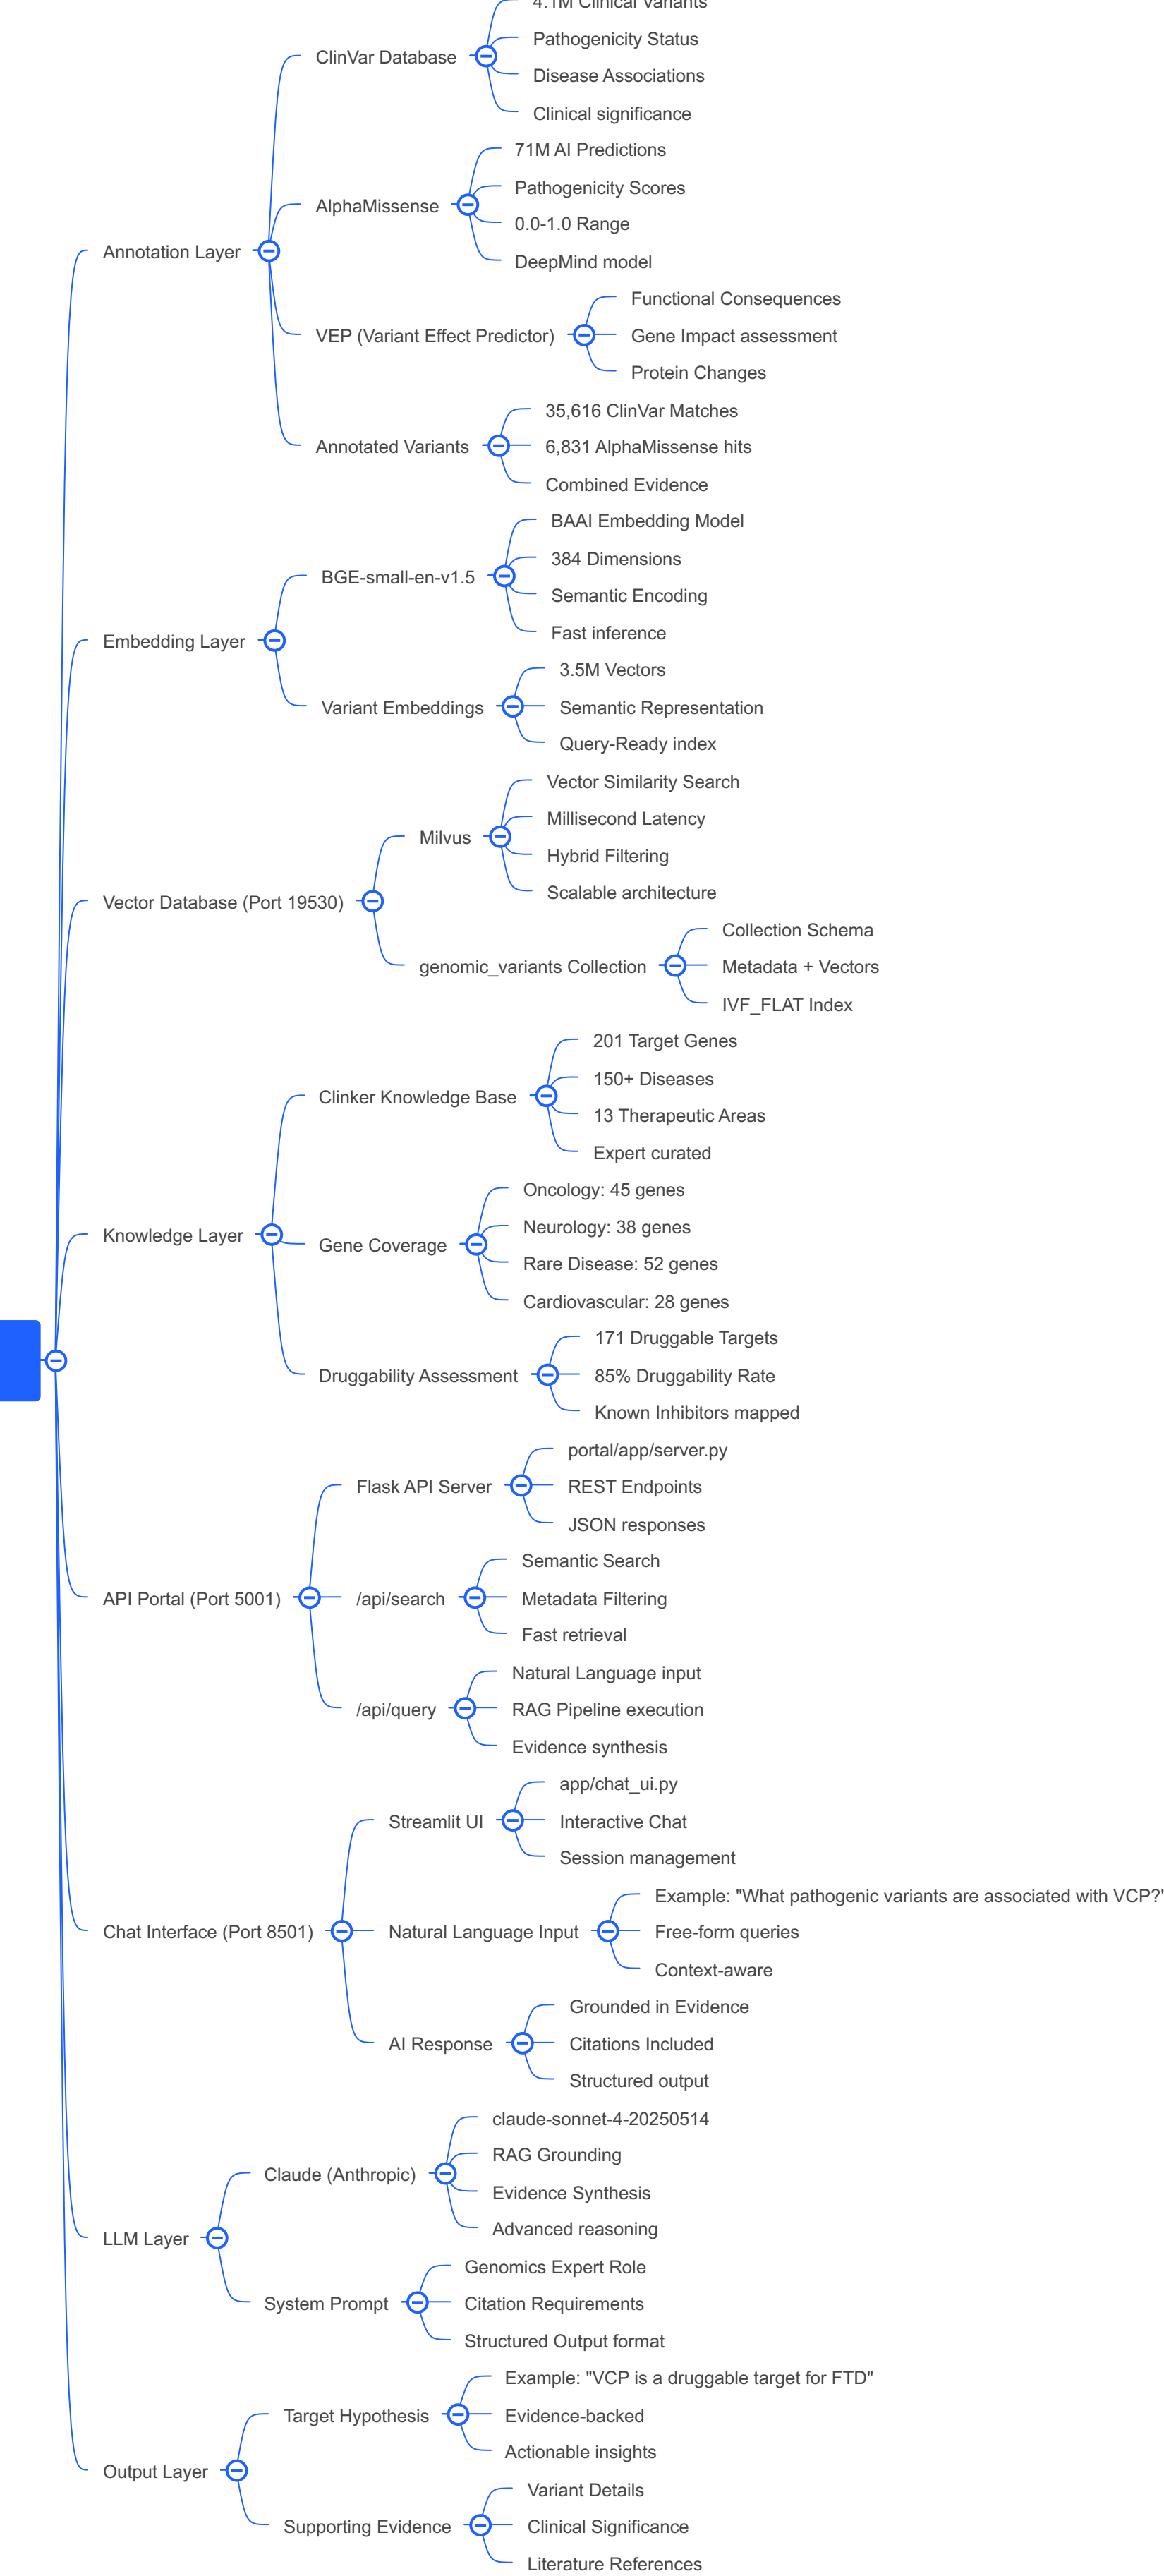 4.1M Clinical Variants
Pathogenicity Status
ClinVar Database
Disease Associations
Clinical significance
71M AI Predictions
Pathogenicity Scores
AlphaMissense
0.0-1.0 Range
DeepMind model
Annotation Layer
Functional Consequences
VEP (Variant Effect Predictor)
Gene Impact assessment
Protein Changes
35,616 ClinVar Matches
Annotated Variants
6,831 AlphaMissense hits
Combined Evidence
BAAI Embedding Model
384 Dimensions
BGE-small-en-v1.5
Semantic Encoding
Fast inference
Embedding Layer
3.5M Vectors
Variant Embeddings
Semantic Representation
Query-Ready index
Vector Similarity Search
Millisecond Latency
Milvus
Hybrid Filtering
Scalable architecture
Vector Database (Port 19530)
Collection Schema
genomic_variants Collection
Metadata + Vectors
IVF_FLAT Index
201 Target Genes
150+ Diseases
Clinker Knowledge Base
13 Therapeutic Areas
Expert curated
Oncology: 45 genes
Neurology: 38 genes
Knowledge Layer
Gene Coverage
Rare Disease: 52 genes
Cardiovascular: 28 genes
171 Druggable Targets
Druggability Assessment
85% Druggability Rate
Known Inhibitors mapped
portal/app/server.py
Flask API Server
REST Endpoints
JSON responses
Semantic Search
API Portal (Port 5001)
/api/search
Metadata Filtering
Fast retrieval
Natural Language input
/api/query
RAG Pipeline execution
Evidence synthesis
app/chat_ui.py
Streamlit UI
Interactive Chat
Session management
Example: "What pathogenic variants are associated with VCP?"
Chat Interface (Port 8501)
Natural Language Input
Free-form queries
Context-aware
Grounded in Evidence
AI Response
Citations Included
Structured output
claude-sonnet-4-20250514
RAG Grounding
Claude (Anthropic)
Evidence Synthesis
Advanced reasoning
LLM Layer
Genomics Expert Role
System Prompt
Citation Requirements
Structured Output format
Example: "VCP is a druggable target for FTD"
Target Hypothesis
Evidence-backed
Actionable insights
Output Layer
Variant Details
Supporting Evidence
Clinical Significance
Literature References